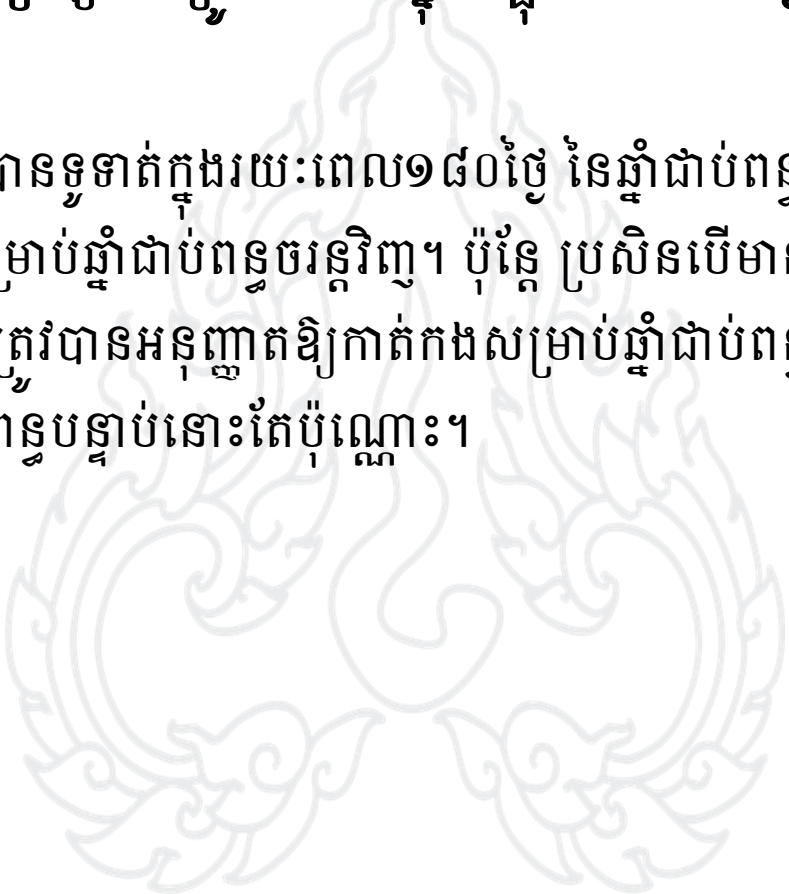 បានទូទាត់ក្នុងរយៈពេល១៨០ថ្ងៃ នៃឆ្នាំជាប់ពន្ធ
ម្រាប់ឆ្នាំជាប់ពន្ធចរន្តវិញ។ ប៉ុន្តែ ប្រសិនបើមាន
ត្រូវបានអនុញ្ញាតឱ្យកាត់កងសម្រាប់ឆ្នាំជាប់ពន្ធ
ពន្ធបន្ទាប់នោះតែប៉ុណ្ណោះ។